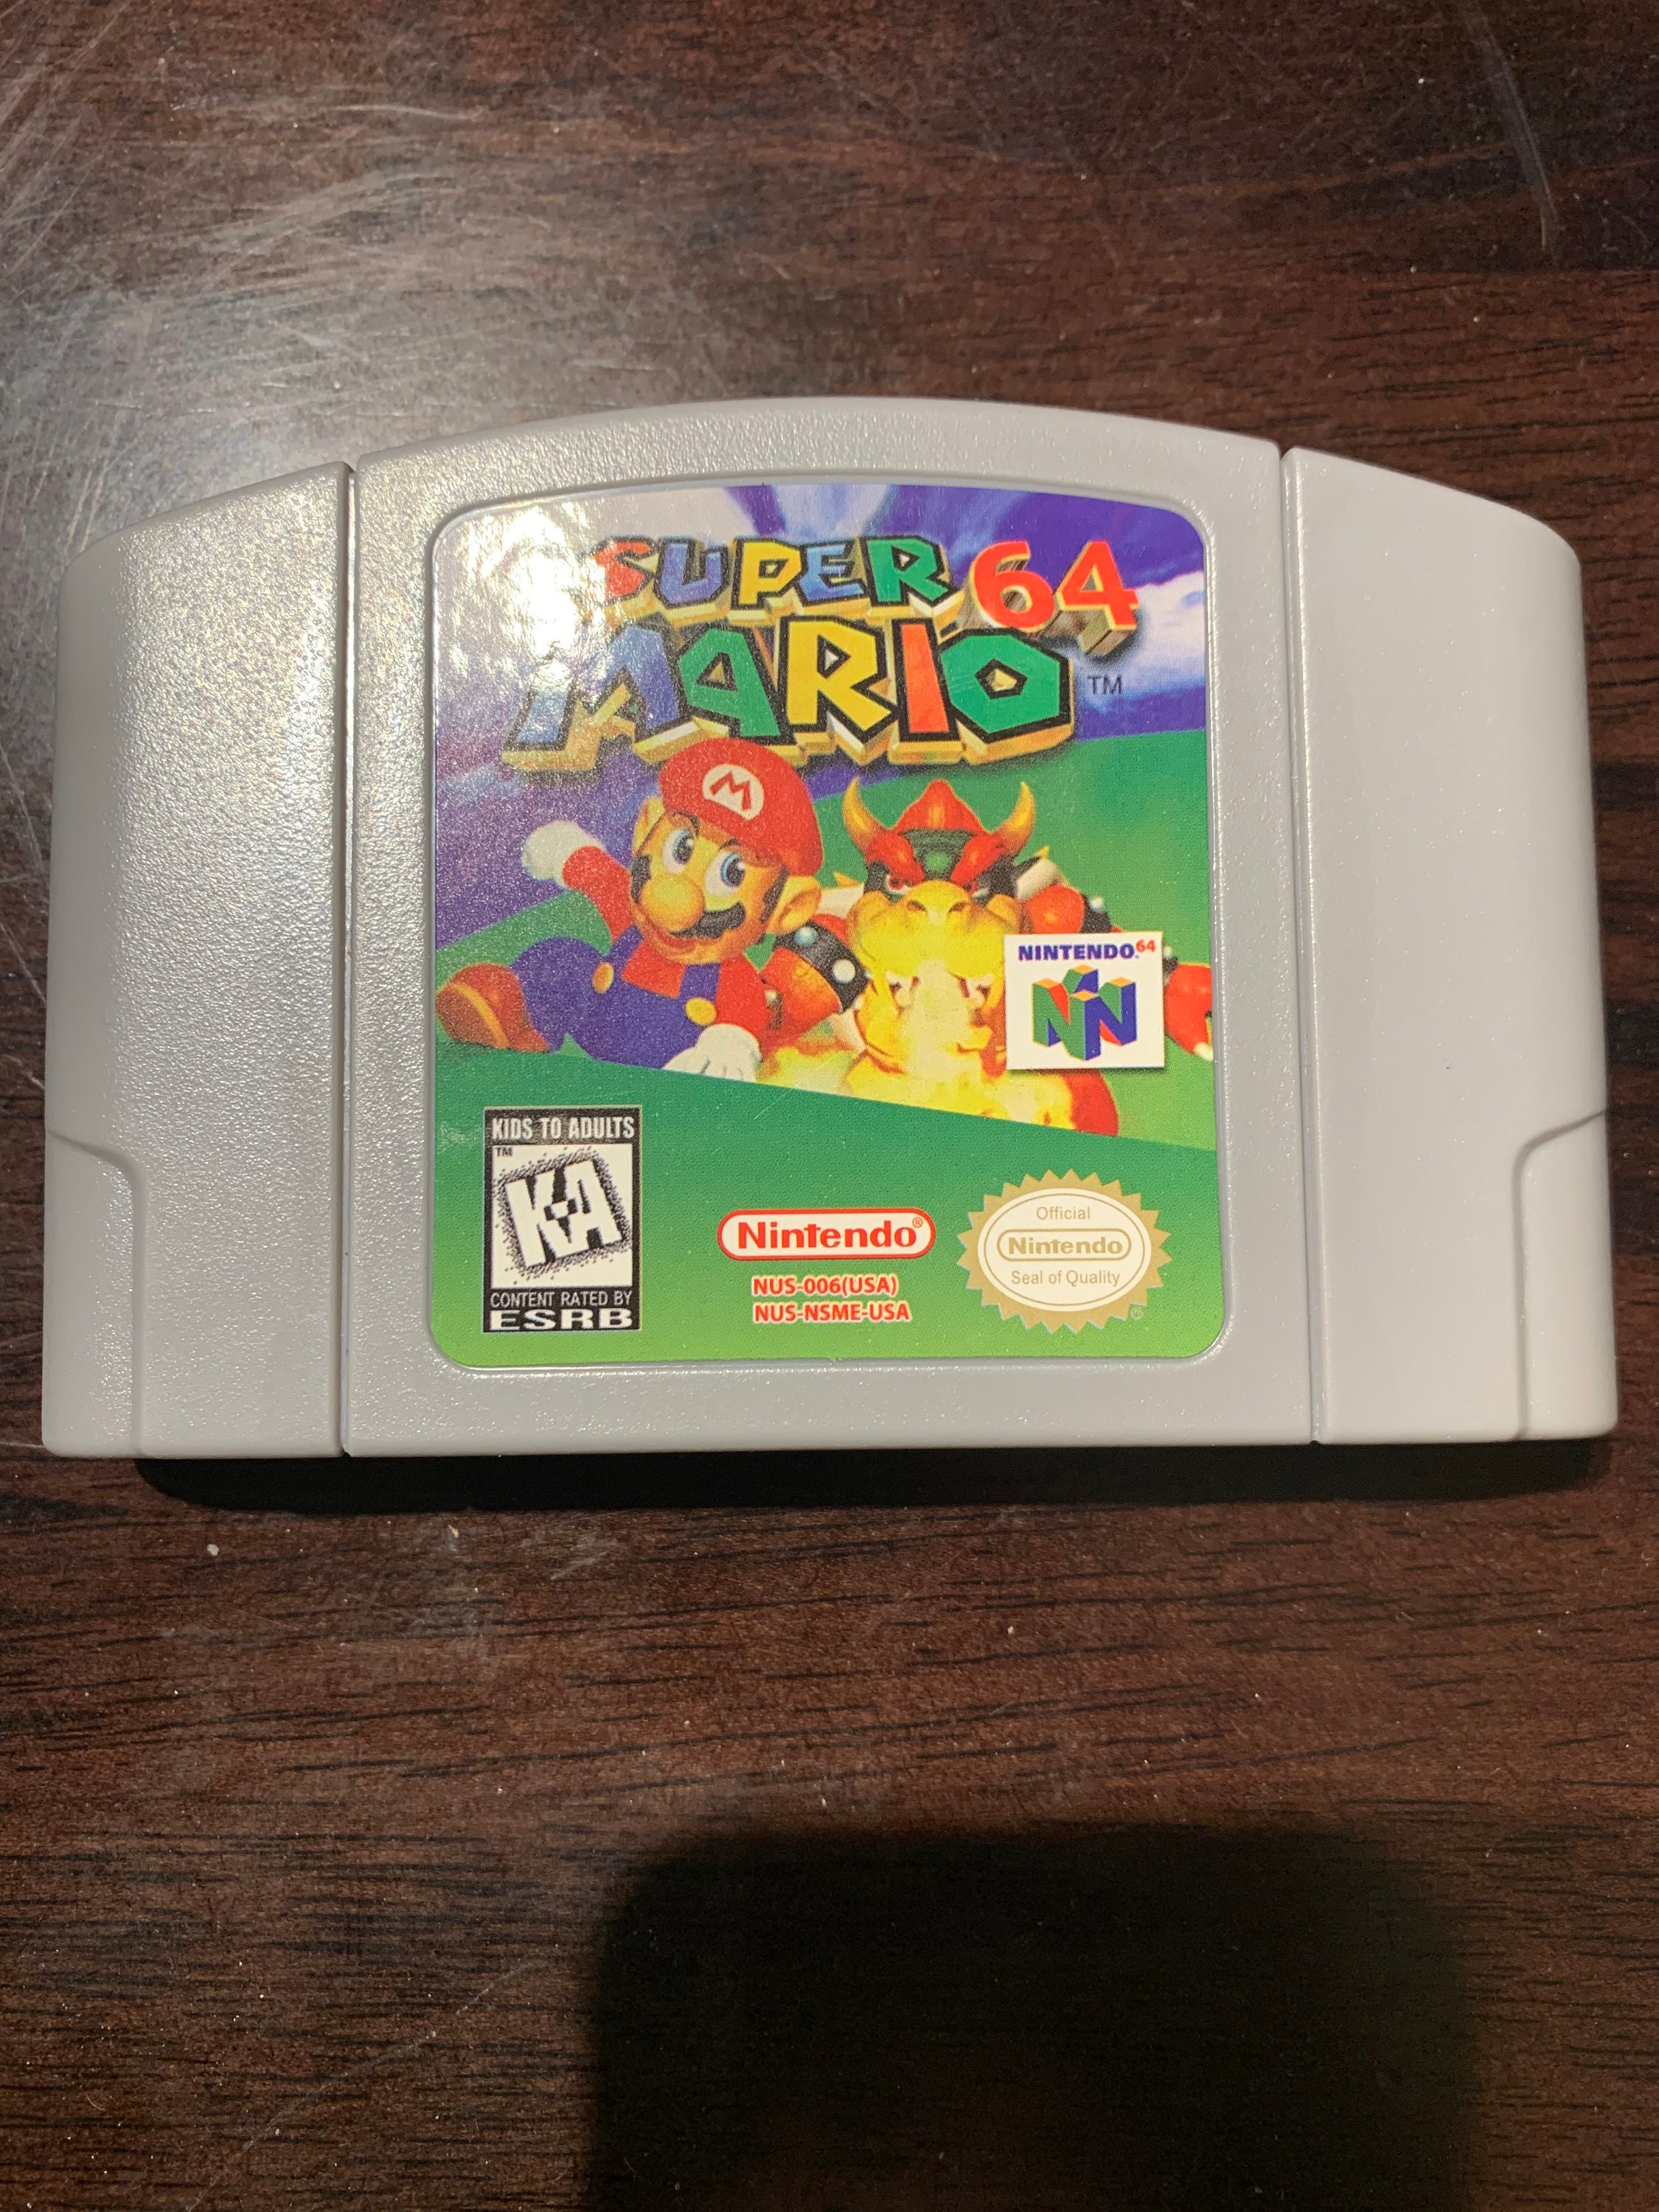 SUPER 64
MARIO ™
M
NINTENDO64
N
KIDS TO ADULTS
™
K-A
CONTENT RATED BY
ESRB
Nintendo®
NUS-006(USA)
NUS-NSME-USA
Official
Nintendo
Seal of Quality
®